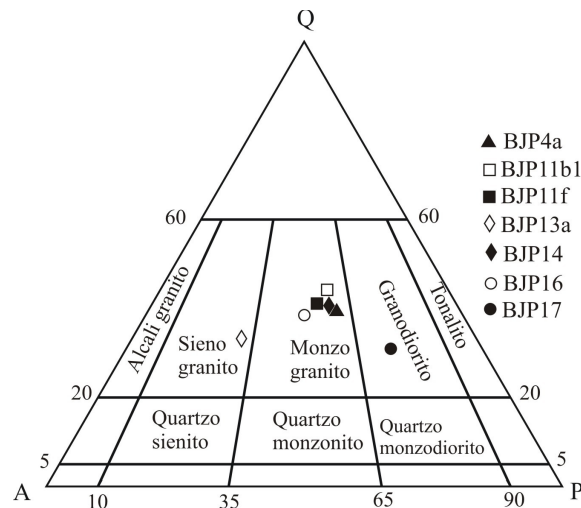 Q
BJP4a
BJP11b1
BJP11f
BJP13a
BJP14
BJP16
BJP17
60
60
Alcali granito
Sieno
granito
Monzo
granito
Granodiorito
Tonalito
20
20
Quartzo
sienito
Quartzo
monzonito
Quartzo
monzodiorito
5
5
A
10
35
65
90
P